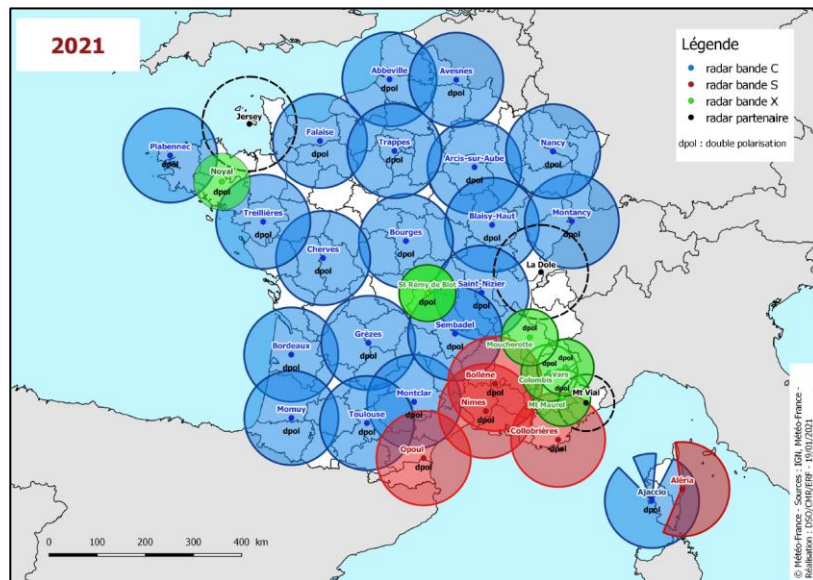 2021
Légende
radar bande C
radar bande S
radar bande X
radar partenaire
dpol : double polarisation
Abbeville
dpol
Avesnes
dpol
Jersey
Plabennec
dpol
Falaise
dpol
Trappes
dpol
Arcis-sur-Aube
dpol
Nancy
dpol
Noyal
dpol
Treillières
dpol
Bourges
dpol
Blaisy-Haut
dpol
Montancy
dpol
Cherves
dpol
La Dole
St Rémy de Blot
dpol
Saint-Nizier
dpol
Sembadel
dpol
Moucherotte
dpol
Bordeaux
dpol
Grèzes
dpol
Bollène
dpol
Colombis
dpol
Vars
dpol
Mt Maurel
dpol
Mt Vial
Momuy
dpol
Toulouse
dpol
Montclar
dpol
Nîmes
dpol
Collobrières
dpol
Opoul
dpol
Ajaccio
dpol
Aléria
dpol
0 100 200 300 400 km
© Météo-France - Sources : IGN, Météo-France -
Réalisation : DSO/CMR/ERF - 19/01/2021